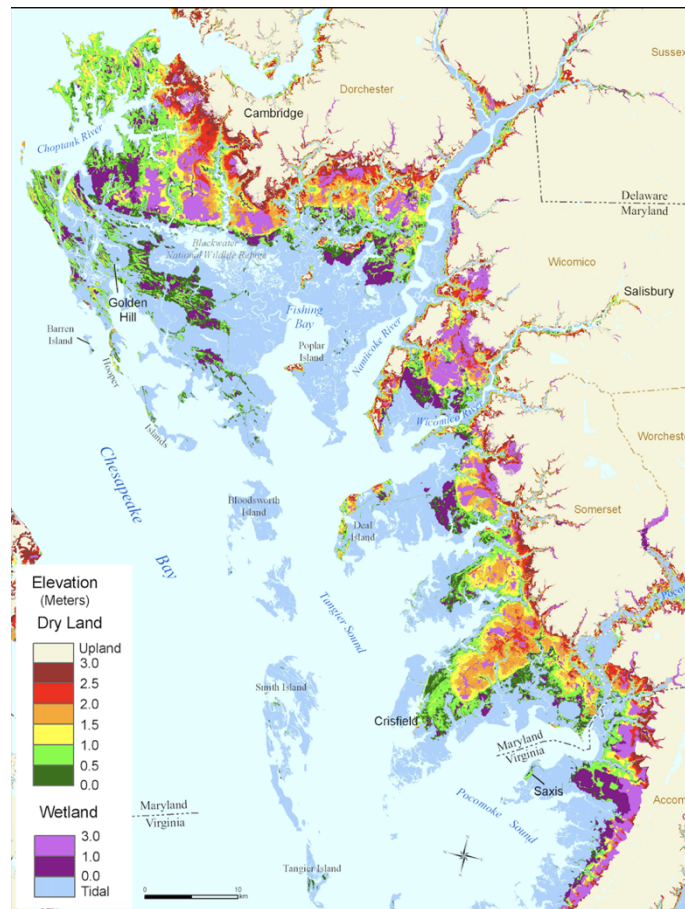 Sussex
Dorchester
Cambridge
Choptank River
Delaware
Maryland
Blackwater
National Wildlife Refuge
Wicomico
Salisbury
Golden
Hill
Fishing
Bay
Nanticoke River
Barren
Island
Poplar
Island
Hooper
Islands
Wicomico River
Worchester
Chesapeake
Bay
Bloodsworth
Island
Deal
Island
Somerset
Elevation
(Meters)
Dry Land
Upland
3.0
2.5
2.0
1.5
1.0
0.5
0.0
Tangier Sound
Poco
Smith Island
Crisfield
Maryland
Virginia
Saxis
Pocomoke Sound
Accom
Wetland
3.0
1.0
0.0
Tidal
Maryland
Virginia
Tangier Island
0
10
km